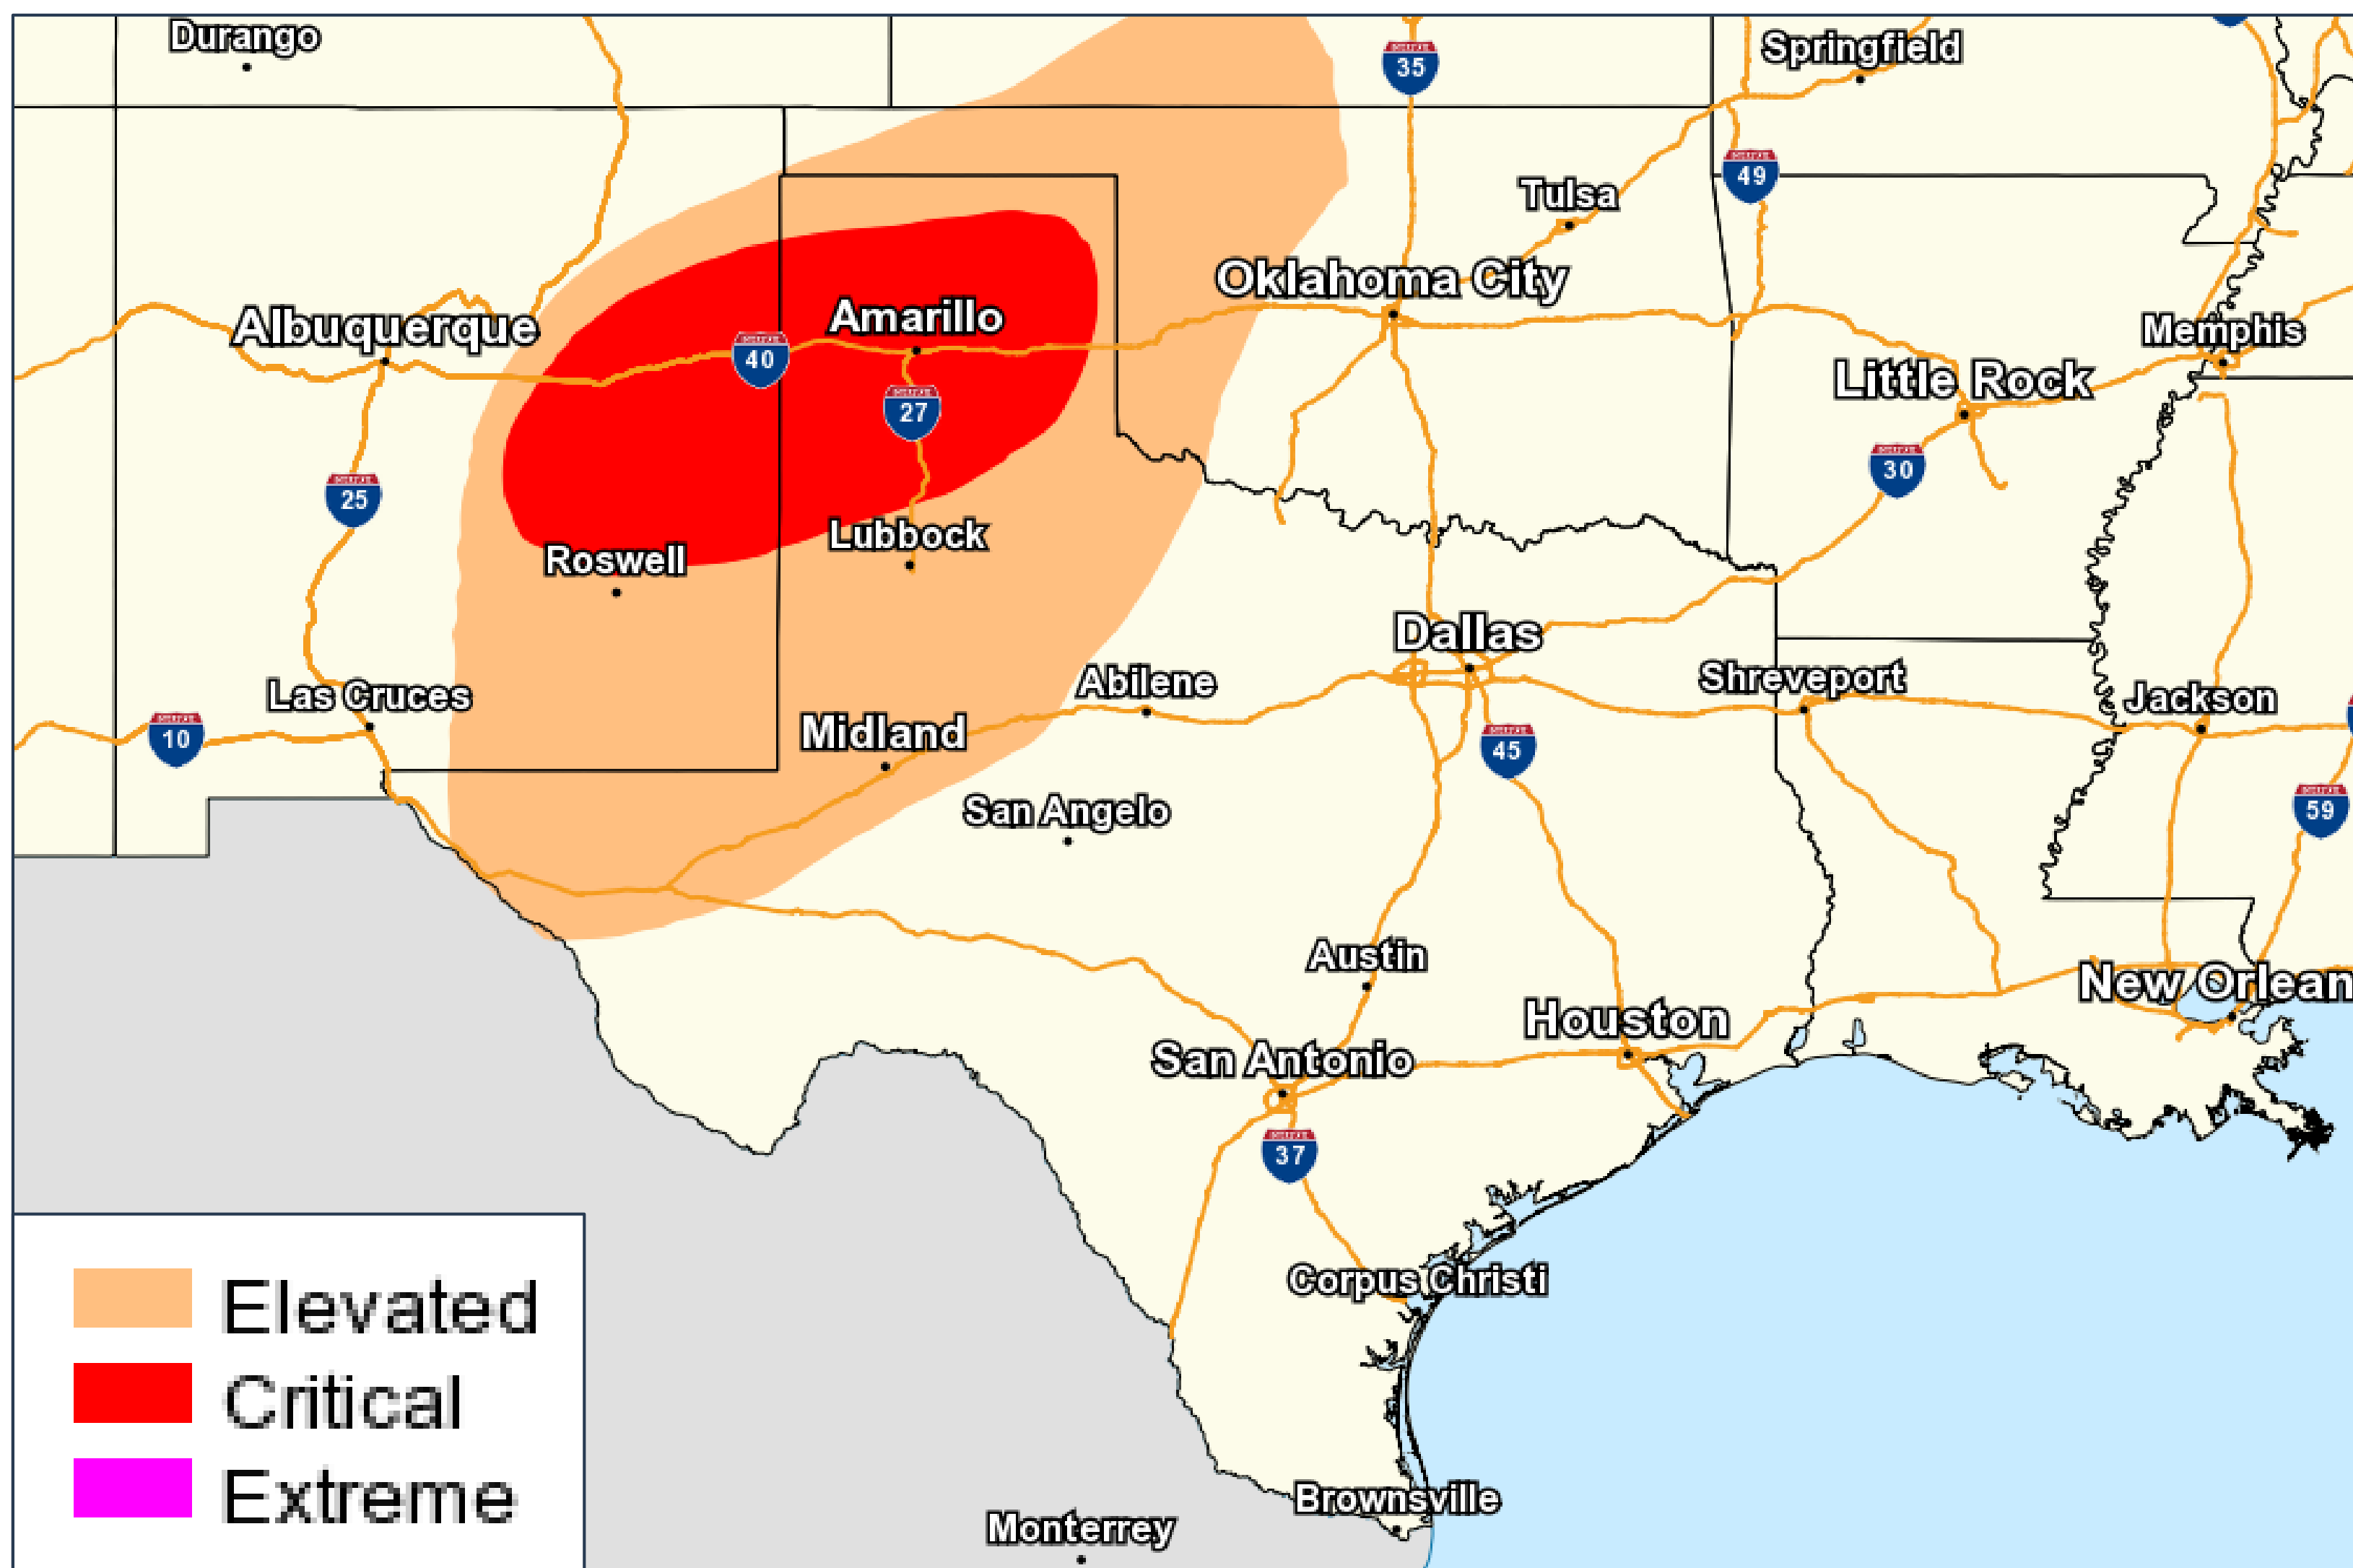 Durango
Springfield
35
49
Tulsa
Oklahoma City
Albuquerque
Amarillo
Memphis
40
Little Rock
27
30
25
Lubbock
Roswell
Dallas
Las Cruces
Abilene
Shreveport
Jackson
10
Midland
45
San Angelo
59
Austin
New Orlean
Houston
San Antonio
37
Corpus Christi
Elevated
Critical
Extreme
Brownsville
Monterrey